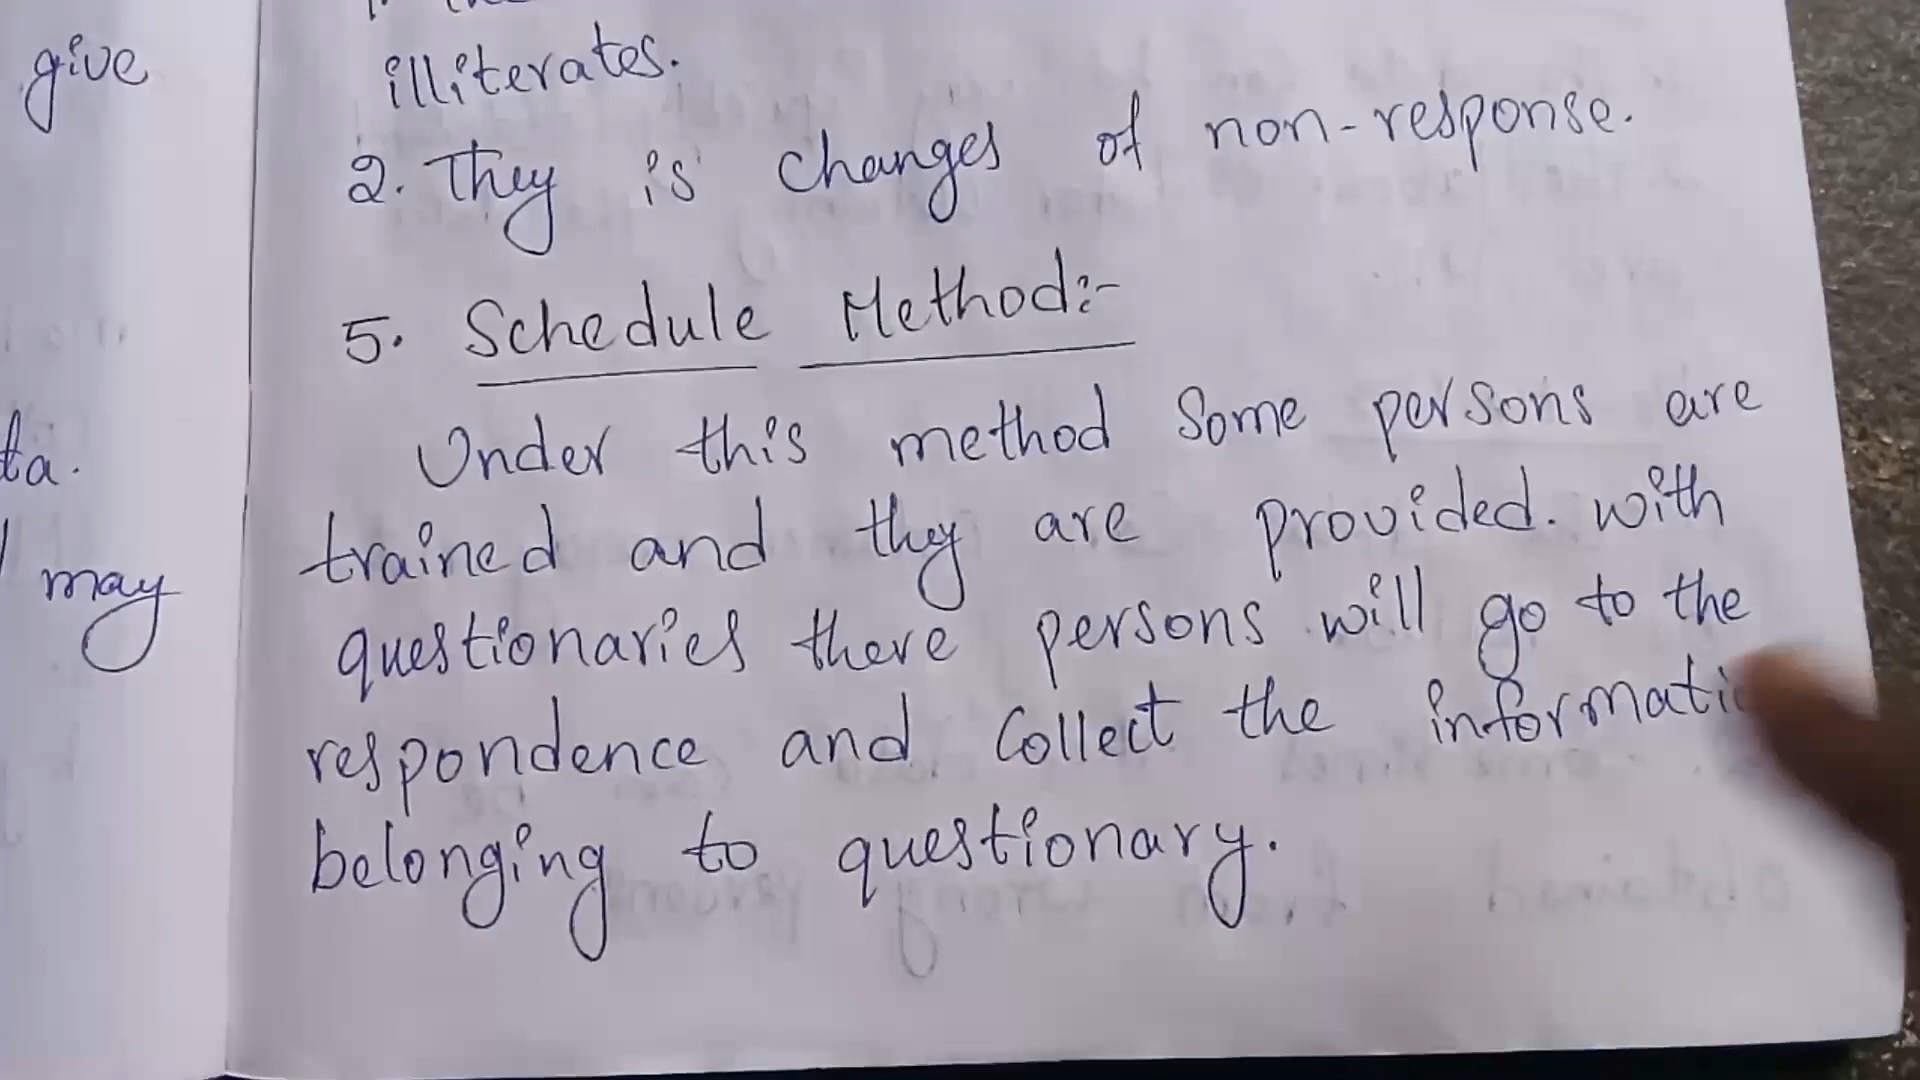 give
ta.
may
illiterates.
2. They is changes of non-response.
5. Schedule Method:-
Under this method Some persons are
trained and they are provided. with
questionaries there persons will go to the
respondence and Collect the informati
belonging to questionary.